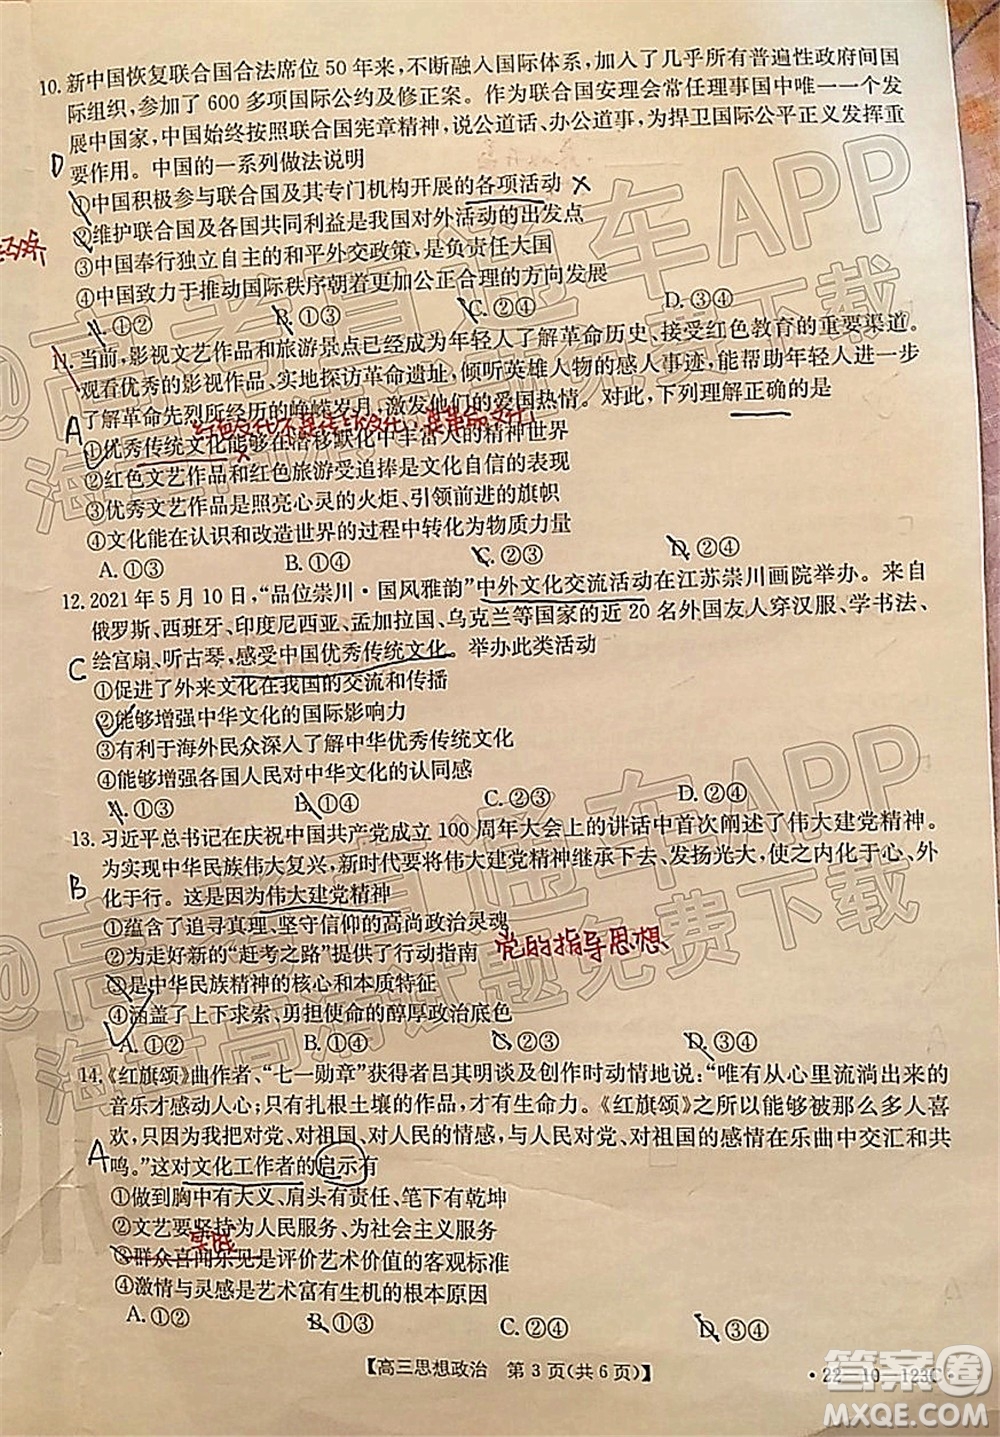 10. 新中国恢复联合国合法席位 50 年来，不断融入国际体系，加入了几乎所有普遍性政府间国
际组织，参加了 600 多项国际公约及修正案。作为联合国安理会常任理事国中唯一一个发
展中国家，中国始终按照联合国宪章精神，说公道话、办公道事，为捍卫国际公平正义发挥重
D
要作用。中国的一系列做法说明
①中国积极参与联合国及其专门机构开展的各项活动 ×
②维护联合国及各国共同利益是我国对外活动的出发点
③中国奉行独立自主的和平外交政策，是负责任大国
④中国致力于推动国际秩序朝着更加公正合理的方向发展
A. ①② B. ①③ C. ②④ D. ③④
11. 当前，影视文艺作品和旅游景点已经成为年轻人了解革命历史、接受红色教育的重要渠道。
观看优秀的影视作品、实地探访革命遗址，倾听英雄人物的感人事迹，能帮助年轻人进一步
了解革命先列所经历的峥嵘岁月，激发他们的爱国热情。对此，下列理解正确的是
A
红色文化不是传统文化，是革命文化
①优秀传统文化能够在潜移默化中丰富人的精神世界
②红色文艺作品和红色旅游受追捧是文化自信的表现
③优秀文艺作品是照亮心灵的火炬、引领前进的旗帜
④文化能在认识和改造世界的过程中转化为物质力量
A. ①③ B. ①④ C. ②③ D. ②④
12. 2021 年 5 月 10 日，“品位崇川·国风雅韵”中外文化交流活动在江苏崇川画院举办。来自
俄罗斯、西班牙、印度尼西亚、孟加拉国、乌克兰等国家的近 20 名外国友人穿汉服、学书法、
C
绘宫扇、听古琴，感受中国优秀传统文化。举办此类活动
①促进了外来文化在我国的交流和传播
②能够增强中华文化的国际影响力
③有利于海外民众深入了解中华优秀传统文化
④能够增强各国人民对中华文化的认同感
A. ①③ B. ①④ C. ②③ D. ②④
13. 习近平总书记在庆祝中国共产党成立 100 周年大会上的讲话中首次阐述了伟大建党精神。
为实现中华民族伟大复兴，新时代要将伟大建党精神继续弘扬、发扬光大，使之内化于心、外
B
化于行。这是因为伟大建党精神
①蕴含了追寻真理、坚守信仰的高尚政治灵魂
②为走好新的“赶考之路”提供了行动指南
党的指导思想
③是中华民族精神的核心和本质特征
④涵盖了上下求索、勇担使命的醇厚政治底色
A. ①② B. ①④ C. ②③ D. ③④
14. 《红旗颂》曲作者、“七一勋章”获得者吕其明谈及创作时动情地说：“唯有从心里流淌出来的
音乐才感动人心；只有扎根土壤的作品，才有生命力。《红旗颂》之所以能够那么多人喜
欢，只因为我把对党、对祖国、对人民的情感，与听众对党、对祖国的感情在乐曲中交汇和共
A
鸣。”这对文化工作者的启示有
①做到胸中有大义、肩头有责任、笔下有乾坤
②文艺要坚持为人民服务、为社会主义服务
实践
③群众喜闻乐见是评价艺术价值的客观标准
④激情与灵感是艺术富有生机的根本原因
A. ①② B. ①③ C. ②④ D. ③④
【高三思想政治 第 3 页（共 6 页）】
·22—10—123C·
答案圈
MXQE.COM